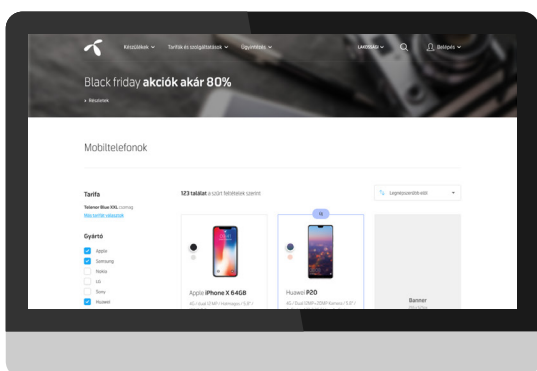 Készülékek
Tarifák és szolgáltatások
Ügyintézés
LAKOSSÁGI
Belépés
Black friday akciók akár 80%
Részletek
Mobiltelefonok
Tarifa
Telenor Blue XXL csomag
Más tarifát választok
123 találat a szűrt feltételek szerint
Legnépszerűbb elöl
Gyártó
Apple
Samsung
Nokia
LG
Sony
Huawei
Apple iPhone X 64GB
Huawei P20
Banner